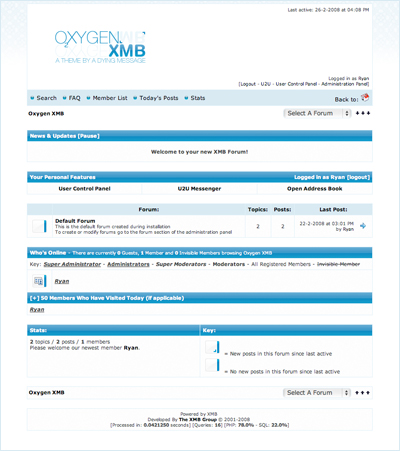 Last active: 26-2-2008 at 04:08 PM
OXYGEN
XMB
A THEME BY A DYING MESSAGE
Logged in as Ryan
[Logout - U2U - User Control Panel - Administration Panel]
Search FAQ Member List Today's Posts Stats Back to:
Oxygen XMB Select A Forum
News & Updates [Pause]
Welcome to your new XMB Forum!
Your Personal Features Logged in as Ryan [logout]
User Control Panel U2U Messenger Open Address Book
Forum: Topics: Posts: Last Post:
Default Forum
This is the default forum created during installation
To create or modify forums go to the forum section of the administration panel
2 2 22-2-2008 at 03:01 PM
by Ryan
Who's Online - There are currently 0 Guests, 1 Member and 0 Invisible Members browsing Oxygen XMB
Key: Super Administrator - Administrators - Super Moderators - Moderators - All Registered Members - Invisible Member
Ryan
[+] 50 Members Who Have Visited Today (if applicable)
Ryan
Stats: Key:
2 topics / 2 posts / 1 members
Please welcome our newest member Ryan.
= New posts in this forum since last active
= No new posts in this forum since last active
Oxygen XMB Select A Forum
Powered by XMB
Developed By The XMB Group © 2001-2008
[Processed in: 0.0421250 seconds] [Queries: 16] [PHP: 78.0% - SQL: 22.0%]